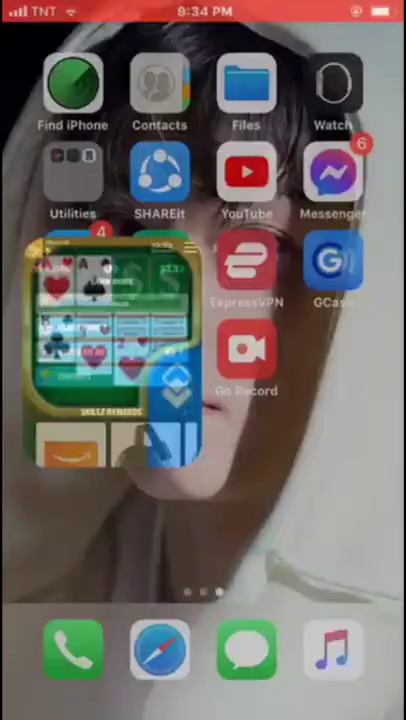 TNT 9:34 PM
Find iPhone Contacts Files Watch
6
Utilities SHAREit YouTube Messenger
4
ExpressVPN GCash
Go Record
SKILLZ REWARDS